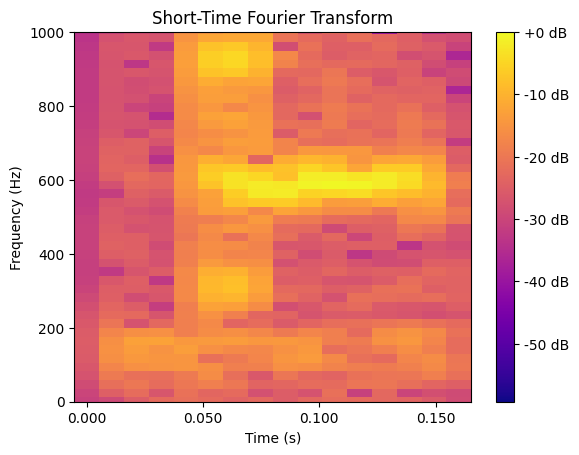 Short-Time Fourier Transform
1000
800
600
400
200
0
Frequency (Hz)
0.000
0.050
0.100
0.150
Time (s)
+0 dB
-10 dB
-20 dB
-30 dB
-40 dB
-50 dB